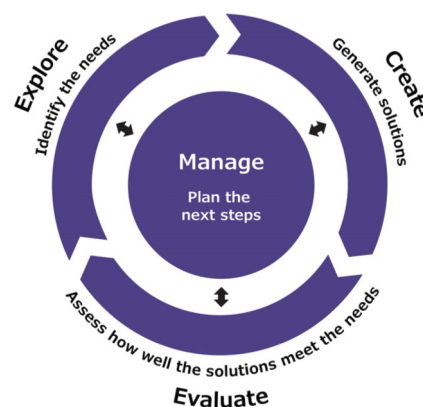 Explore
Identify the needs
Create
Generate solutions
Manage
Plan the
next steps
Assess how well the solutions meet the needs
Evaluate